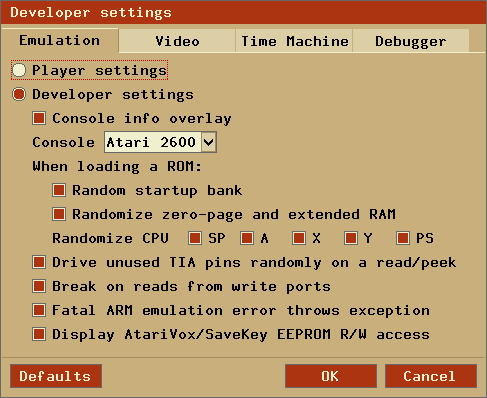 Developer settings
Emulation Video Time Machine Debugger
Player settings
Developer settings
Console info overlay
Console Atari 2600
When loading a ROM:
Random startup bank
Randomize zero-page and extended RAM
Randomize CPU SP A X Y PS
Drive unused TIA pins randomly on a read/peek
Break on reads from write ports
Fatal ARM emulation error throws exception
Display AtariVox/SaveKey EEPROM R/W access
Defaults OK Cancel